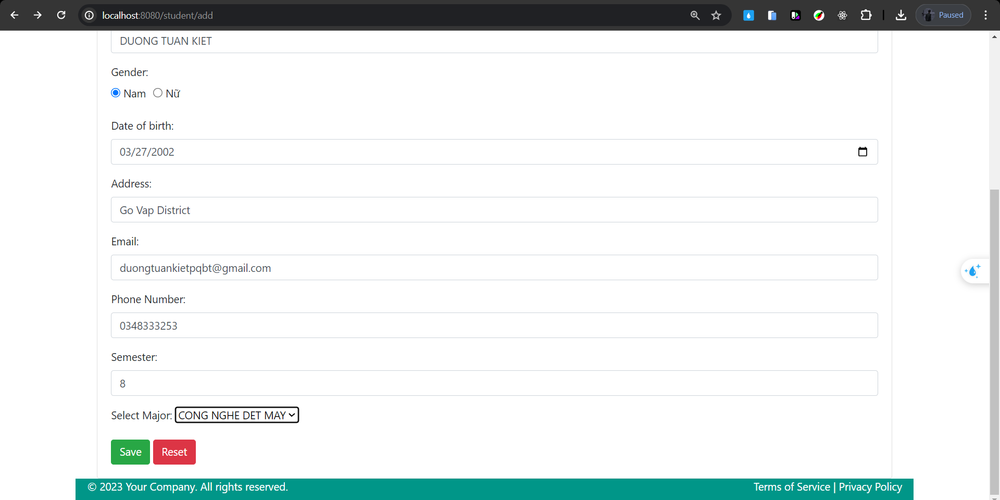 localhost:8080/student/add
Paused
DUONG TUAN KIET
Gender:
Nam Nữ
Date of birth:
03/27/2002
Address:
Go Vap District
Email:
duongtuankietpqbt@gmail.com
Phone Number:
0348333253
Semester:
8
Select Major: CONG NGHE DET MAY
Save Reset
© 2023 Your Company. All rights reserved. Terms of Service | Privacy Policy